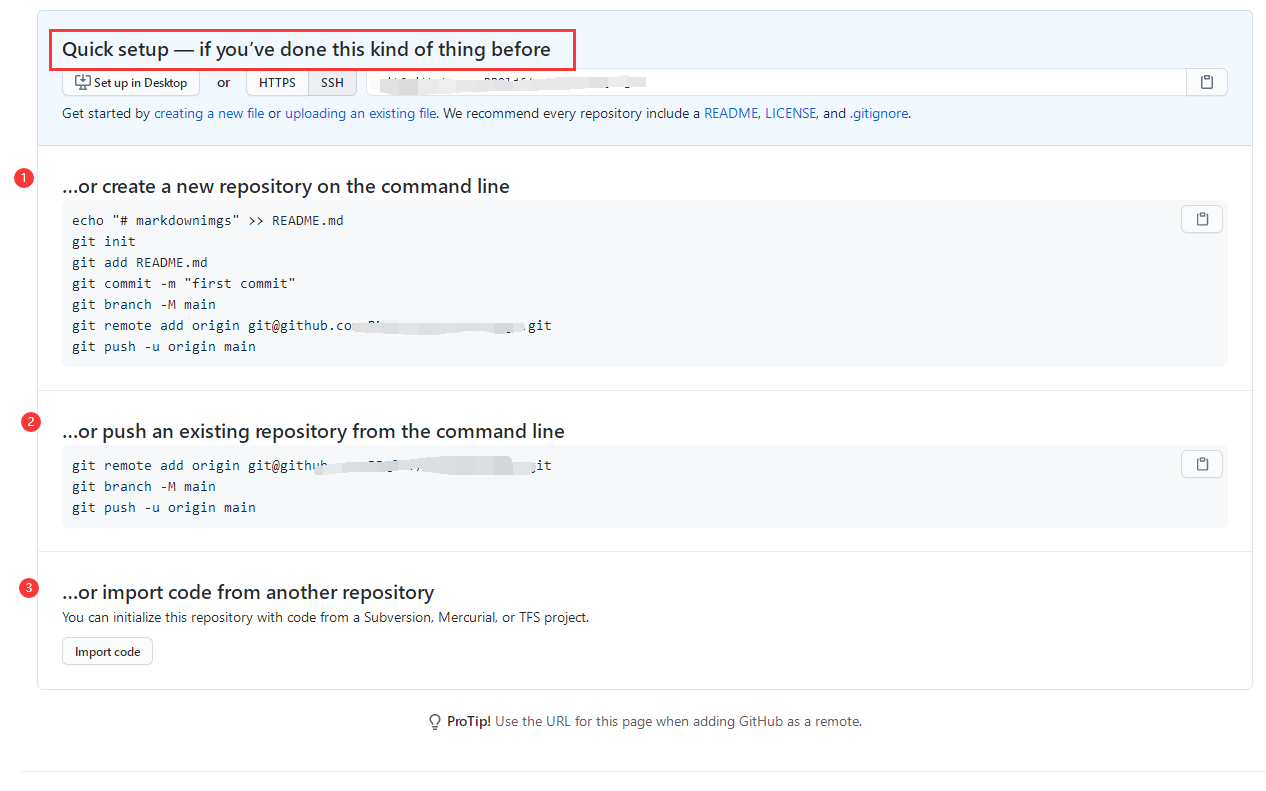 Quick setup — if you've done this kind of thing before
Set up in Desktop or HTTPS SSH
Get started by creating a new file or uploading an existing file. We recommend every repository include a README, LICENSE, and .gitignore.
1
...or create a new repository on the command line
echo "# markdownimgs" >> README.md
git init
git add README.md
git commit -m "first commit"
git branch -M main
git remote add origin git@github.co .git
git push -u origin main
2
...or push an existing repository from the command line
git remote add origin git@github
git branch -M main
git push -u origin main
3
...or import code from another repository
You can initialize this repository with code from a Subversion, Mercurial, or TFS project.
Import code
ProTip! Use the URL for this page when adding GitHub as a remote.